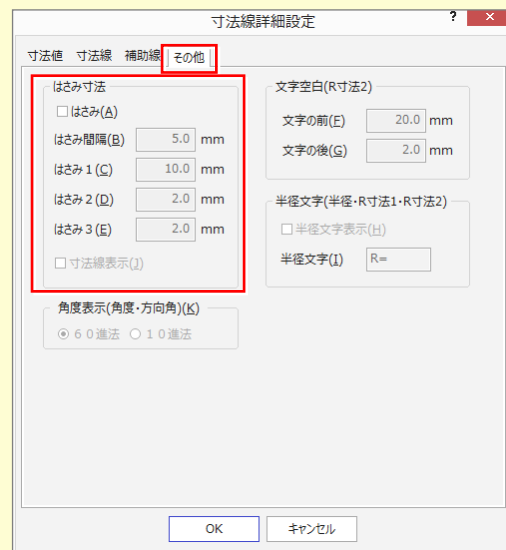 寸法線詳細設定 ? ×
寸法値 寸法線 補助線 その他
はさみ寸法
はさみ(A)
はさみ間隔(B) 5.0 mm
はさみ1(C) 10.0 mm
はさみ2(D) 2.0 mm
はさみ3(E) 2.0 mm
寸法線表示(J)
角度表示(角度・方向角)(K)
60進法 10進法
文字空白(R寸法2)
文字の前(F) 20.0 mm
文字の後(G) 2.0 mm
半径文字(半径・R寸法1・R寸法2)
半径文字表示(H)
半径文字(I) R=
OK キャンセル